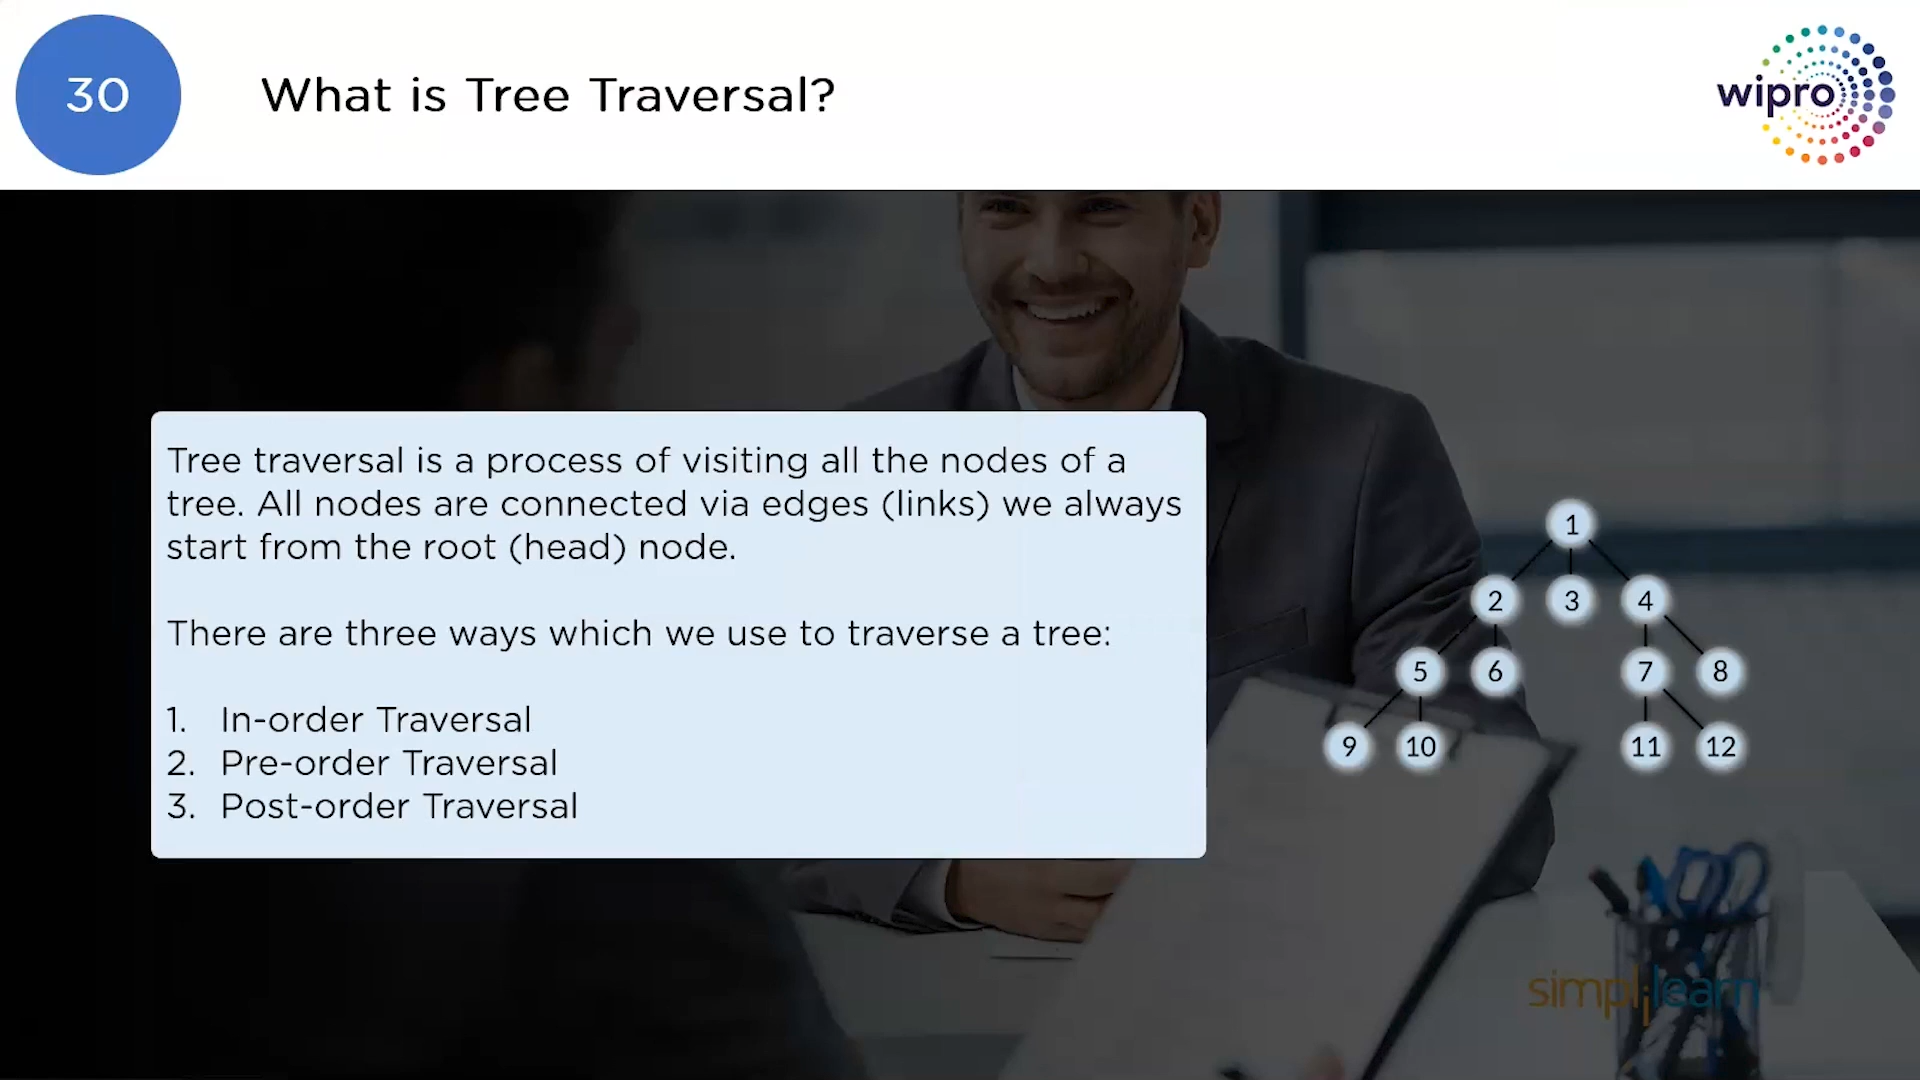 30
What is Tree Traversal?
wipro
Tree traversal is a process of visiting all the nodes of a
tree. All nodes are connected via edges (links) we always
start from the root (head) node.
There are three ways which we use to traverse a tree:
1. In-order Traversal
2. Pre-order Traversal
3. Post-order Traversal
1
2 3 4
5 6 7 8
9 10 11 12
simplilearn